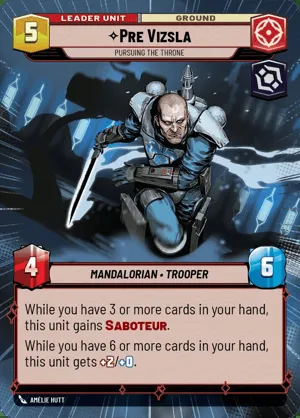 LEADER UNIT
GROUND
5
✧PRE VIZSLA
PURSUING THE THRONE
4
MANDALORIAN • TROOPER
6
While you have 3 or more cards in your hand,
this unit gains SABOTEUR.
While you have 6 or more cards in your hand,
this unit gets +2/+0.
AMÉLIE HUTT